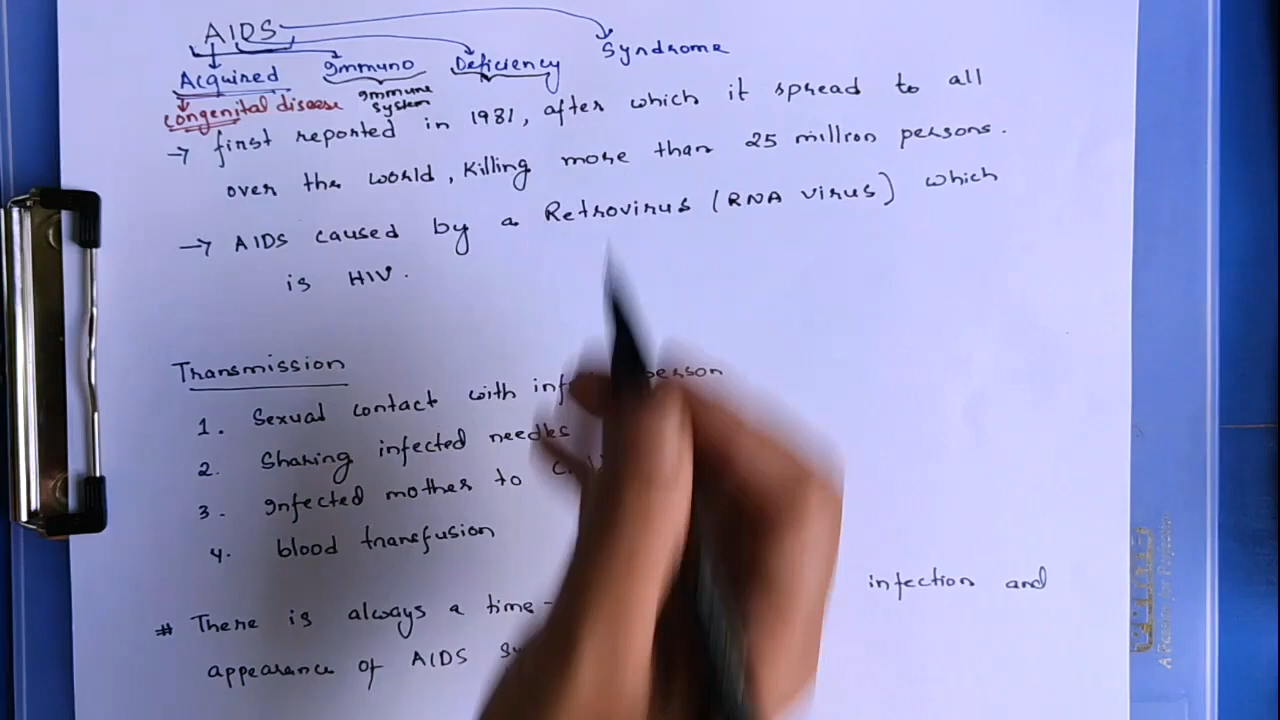 AIDS
Acquired Immuno Deficiency Syndrome
congenital disease Immune System
→ first reported in 1981, after which it spread to all
over the world, Killing more than 25 million persons.
→ AIDS caused by a Retrovirus (RNA virus) which
is HIV.
Transmission
1. Sexual contact with person
2. Sharing infected needles
3. Infected mother to
4. blood transfusion
# There is always a time- infection and
appearance of AIDS